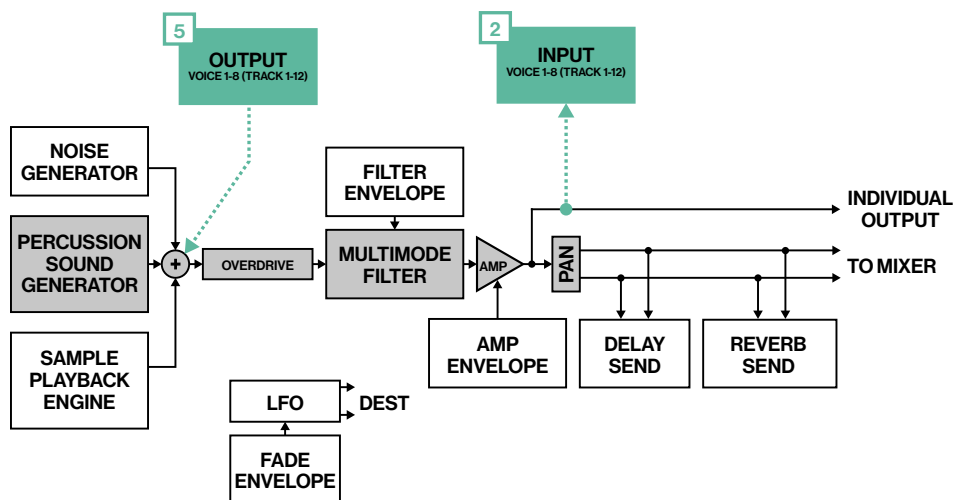 5
OUTPUT
VOICE 1-8 (TRACK 1-12)
2
INPUT
VOICE 1-8 (TRACK 1-12)
NOISE
GENERATOR
FILTER
ENVELOPE
INDIVIDUAL
OUTPUT
PERCUSSION
SOUND
GENERATOR
+
OVERDRIVE
MULTIMODE
FILTER
AMP
PAN
TO MIXER
SAMPLE
PLAYBACK
ENGINE
AMP
ENVELOPE
DELAY
SEND
REVERB
SEND
LFO
DEST
FADE
ENVELOPE